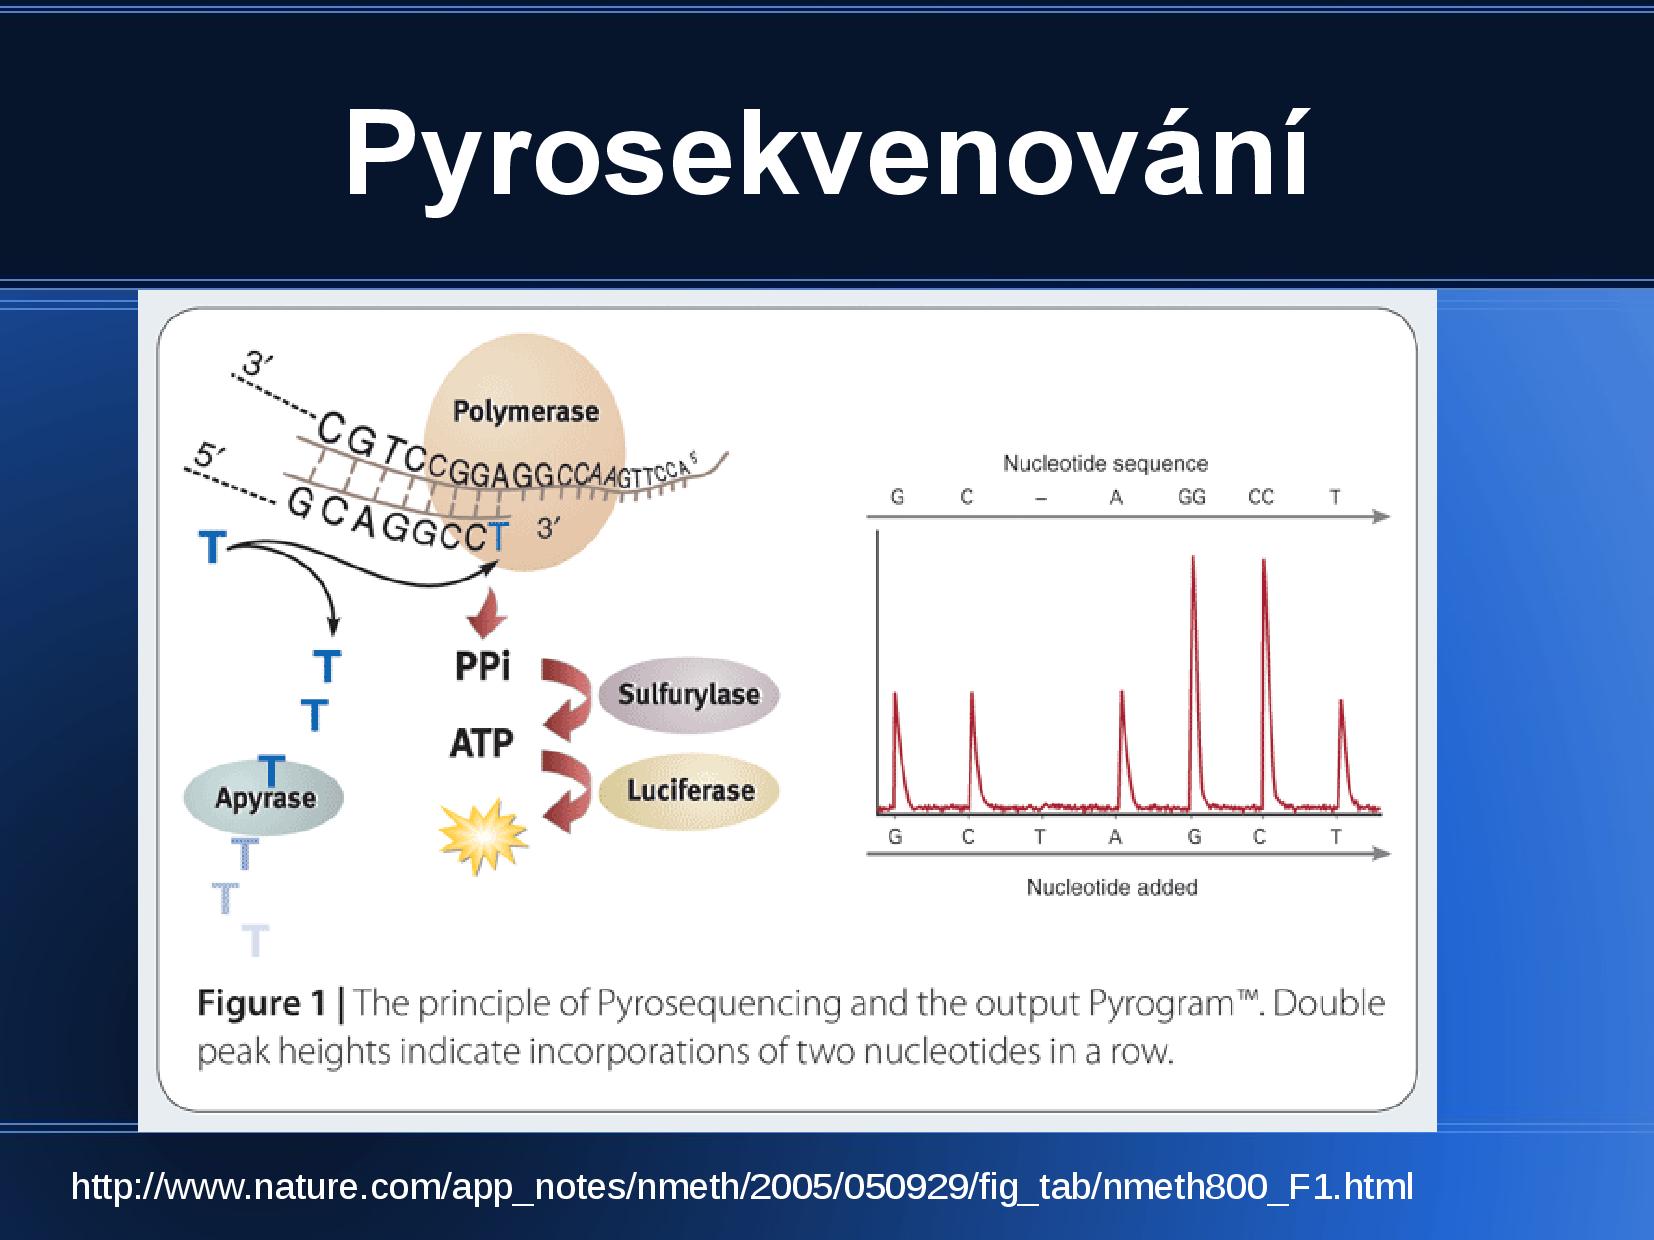 Pyrosekvenování
3′
Polymerase
CGTCCGGAGGCCAAGTTCCA 5′
5′
GCAGGCCT 3′
T
T
T
T
Apyrase
T
T
T
PPi
Sulfurylase
ATP
Luciferase
Nucleotide sequence
G C – A GG CC T
G C T A G C T
Nucleotide added
Figure 1 | The principle of Pyrosequencing and the output Pyrogram™. Double
peak heights indicate incorporations of two nucleotides in a row.
http://www.nature.com/app_notes/nmeth/2005/050929/fig_tab/nmeth800_F1.html